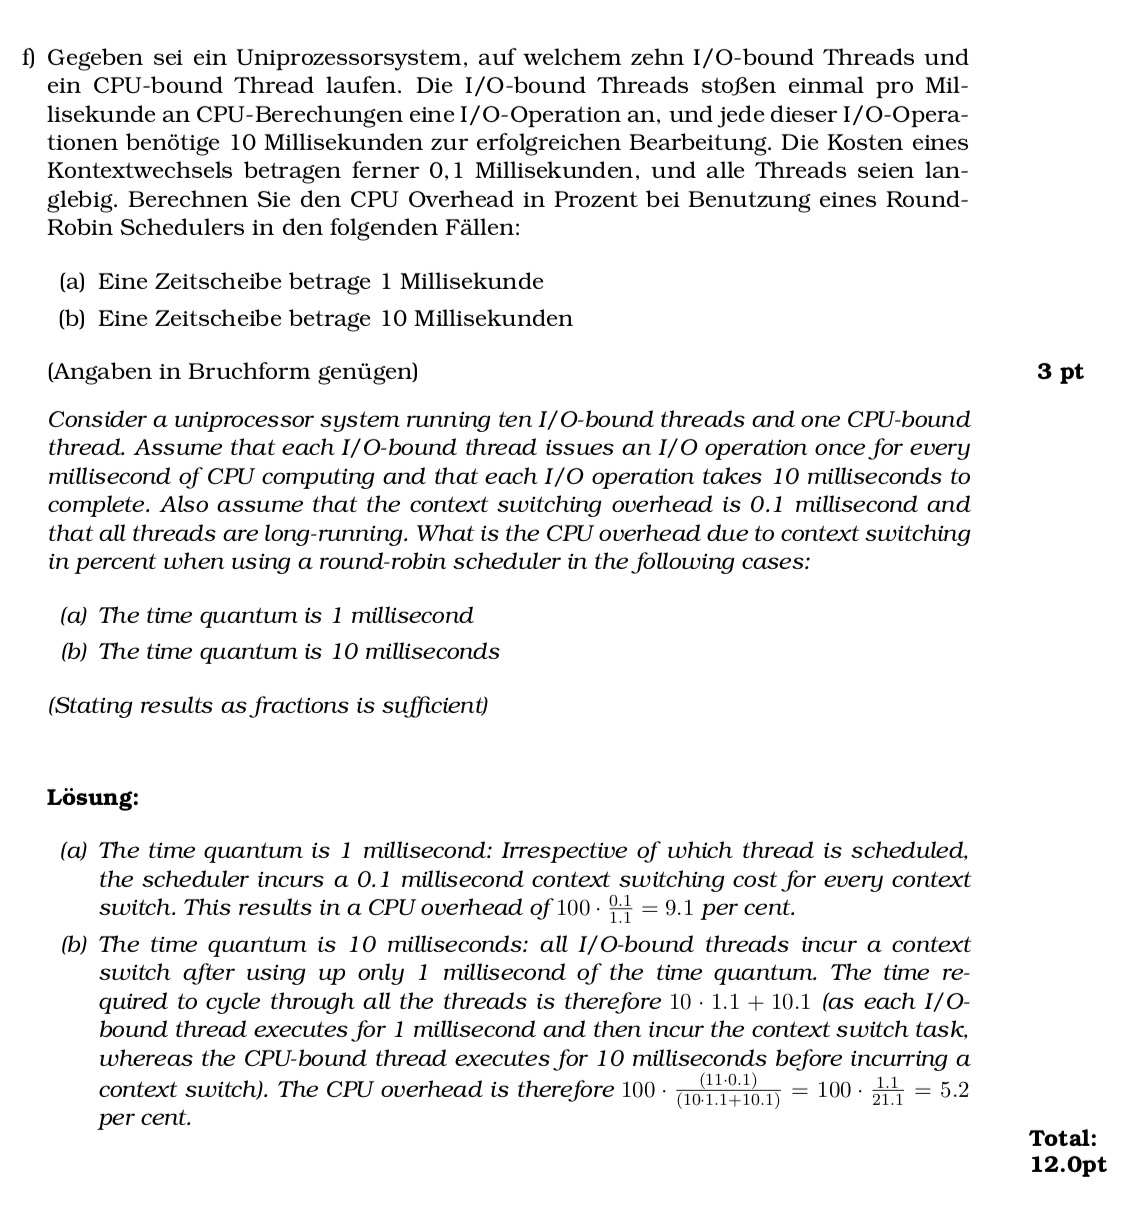 f) Gegeben sei ein Uniprozessorsystem, auf welchem zehn I/O-bound Threads und
ein CPU-bound Thread laufen. Die I/O-bound Threads stoßen einmal pro Mil-
lisekunde an CPU-Berechungen eine I/O-Operation an, und jede dieser I/O-Opera-
tionen benötige 10 Millisekunden zur erfolgreichen Bearbeitung. Die Kosten eines
Kontextwechsels betragen ferner 0,1 Millisekunden, und alle Threads seien lan-
glebig. Berechnen Sie den CPU Overhead in Prozent bei Benutzung eines Round-
Robin Schedulers in den folgenden Fällen:
(a) Eine Zeitscheibe betrage 1 Millisekunde
(b) Eine Zeitscheibe betrage 10 Millisekunden
(Angaben in Bruchform genügen) 3 pt
Consider a uniprocessor system running ten I/O-bound threads and one CPU-bound
thread. Assume that each I/O-bound thread issues an I/O operation once for every
millisecond of CPU computing and that each I/O operation takes 10 milliseconds to
complete. Also assume that the context switching overhead is 0.1 millisecond and
that all threads are long-running. What is the CPU overhead due to context switching
in percent when using a round-robin scheduler in the following cases:
(a) The time quantum is 1 millisecond
(b) The time quantum is 10 milliseconds
(Stating results as fractions is sufficient)
Lösung:
(a) The time quantum is 1 millisecond: Irrespective of which thread is scheduled,
the scheduler incurs a 0.1 millisecond context switching cost for every context
switch. This results in a CPU overhead of 100 · 0.1/1.1 = 9.1 per cent.
(b) The time quantum is 10 milliseconds: all I/O-bound threads incur a context
switch after using up only 1 millisecond of the time quantum. The time re-
quired to cycle through all the threads is therefore 10 · 1.1 + 10.1 (as each I/O-
bound thread executes for 1 millisecond and then incur the context switch task,
whereas the CPU-bound thread executes for 10 milliseconds before incurring a
context switch). The CPU overhead is therefore 100 · (11·0.1)/(10·1.1+10.1) = 100 · 1.1/21.1 = 5.2
per cent.
Total:
12.0pt